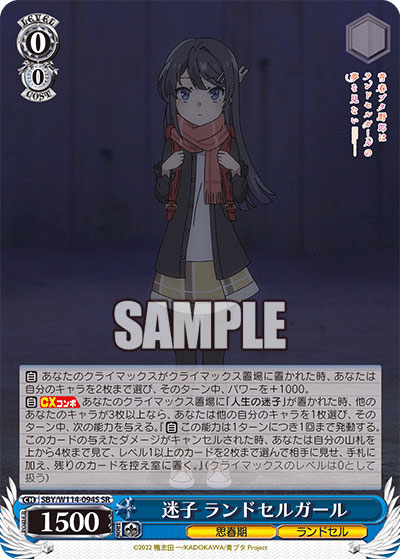 LEVEL
0
0
COST
青春ブタ野郎は
ランドセルガールの
夢を見ない
SAMPLE
【自】 あなたのクライマックスがクライマックス置場に置かれた時、あなたは
自分のキャラを2枚まで選び、そのターン中、パワーを+1000。
【自】 CXコンボ あなたのクライマックス置場に「人生の迷子」が置かれた時、他の
あなたのキャラが3枚以上なら、あなたは他の自分のキャラを1枚選び、そ
のターン中、次の能力を与える。『【自】 この能力は1ターンにつき1回まで発動する。
このカードの与えたダメージがキャンセルされた時、あなたは自分の山札を
上から4枚まで見て、レベル1以上のカードを2枚まで選んで相手に見せ、手札
に加え、残りのカードを控え室に置く。』(クライマックスのレベルは0として
扱う)
CH SBY/W114-094S SR
1500
迷子 ランドセルガール
思春期
ランドセル
©2022 鴨志田 一/KADOKAWA/青ブタ Project